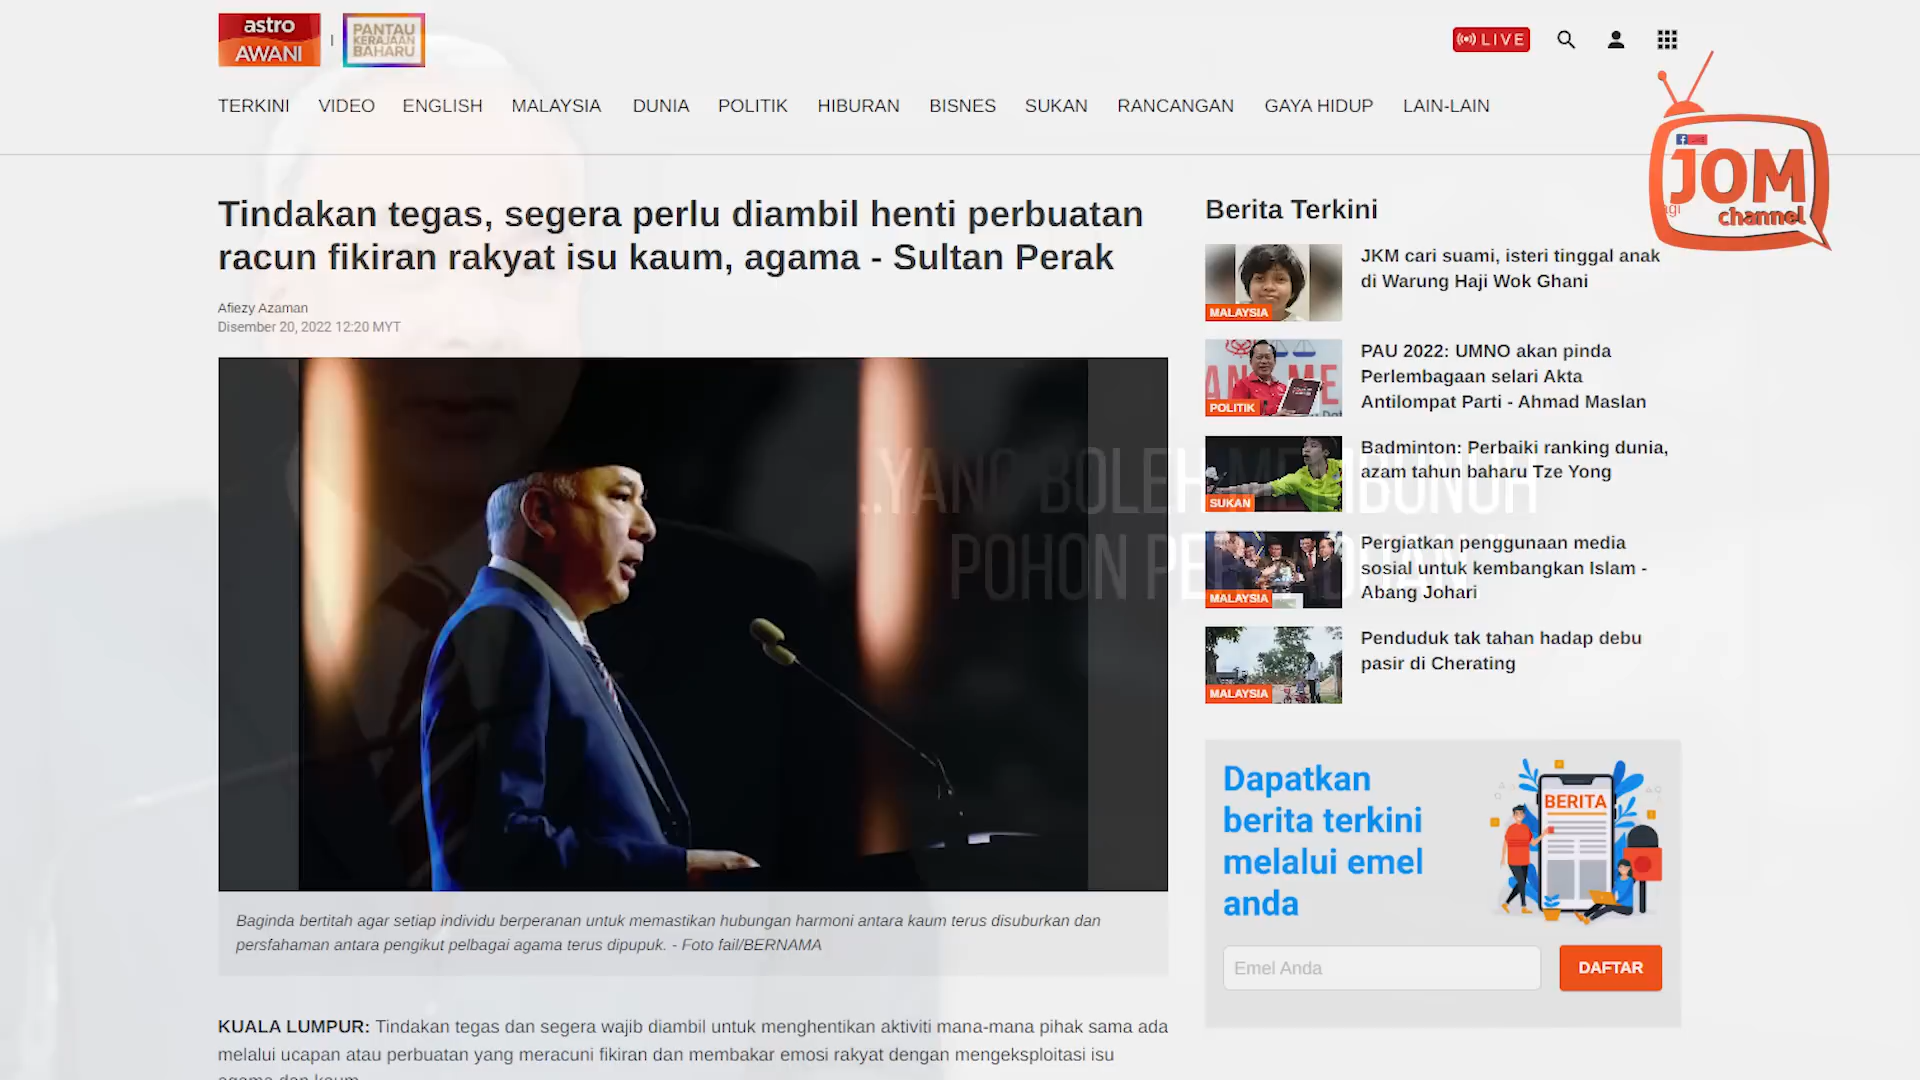 astro
AWANI
PANTAU
KERAJAAN
BAHARU
LIVE
TERKINI VIDEO ENGLISH MALAYSIA DUNIA POLITIK HIBURAN BISNES SUKAN RANCANGAN GAYA HIDUP LAIN-LAIN
JOM
channel
Tindakan tegas, segera perlu diambil henti perbuatan
racun fikiran rakyat isu kaum, agama - Sultan Perak
Afiezy Azaman
Disember 20, 2022 12:20 MYT
Baginda bertitah agar setiap individu berperanan untuk memastikan hubungan harmoni antara kaum terus disuburkan dan
persfahaman antara pengikut pelbagai agama terus dipupuk. - Foto fail/BERNAMA
KUALA LUMPUR: Tindakan tegas dan segera wajib diambil untuk menghentikan aktiviti mana-mana pihak sama ada
melalui ucapan atau perbuatan yang meracuni fikiran dan membakar emosi rakyat dengan mengeksploitasi isu
agama dan kaum.
..YANG BOLEH MEMBUNUH
POHON
Berita Terkini
MALAYSIA
JKM cari suami, isteri tinggal anak
di Warung Haji Wok Ghani
POLITIK
PAU 2022: UMNO akan pinda
Perlembagaan selari Akta
Antilompat Parti - Ahmad Maslan
SUKAN
Badminton: Perbaiki ranking dunia,
azam tahun baharu Tze Yong
MALAYSIA
Pergiatkan penggunaan media
sosial untuk kembangkan Islam -
Abang Johari
MALAYSIA
Penduduk tak tahan hadap debu
pasir di Cherating
Dapatkan
berita terkini
melalui emel
anda
BERITA
Emel Anda
DAFTAR